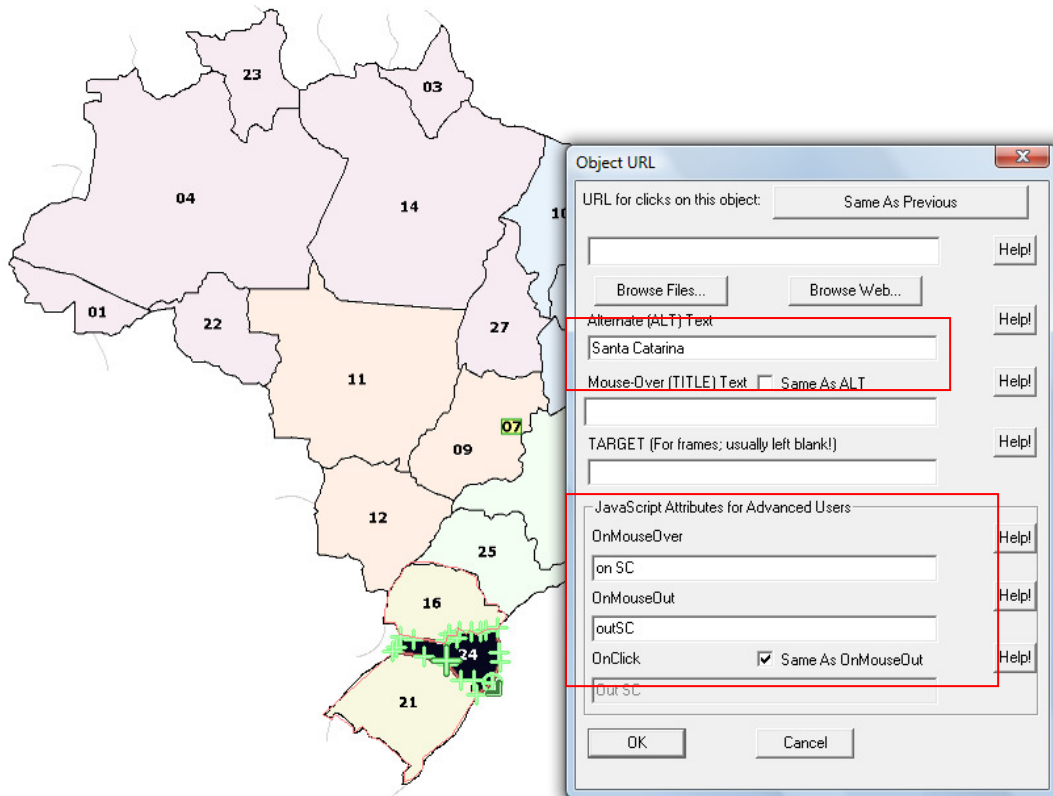 23
03
04
14
10
01
22
27
11
07
09
12
25
16
24
21
Object URL
URL for clicks on this object:
Same As Previous
Help!
Browse Files...
Browse Web...
Alternate (ALT) Text
Help!
Santa Catarina
Mouse-Over (TITLE) Text
Same As ALT
Help!
TARGET (For frames; usually left blank!)
Help!
JavaScript Attributes for Advanced Users
OnMouseOver
Help!
on SC
OnMouseOut
Help!
outSC
OnClick
Same As OnMouseOut
Help!
Out SC
OK
Cancel